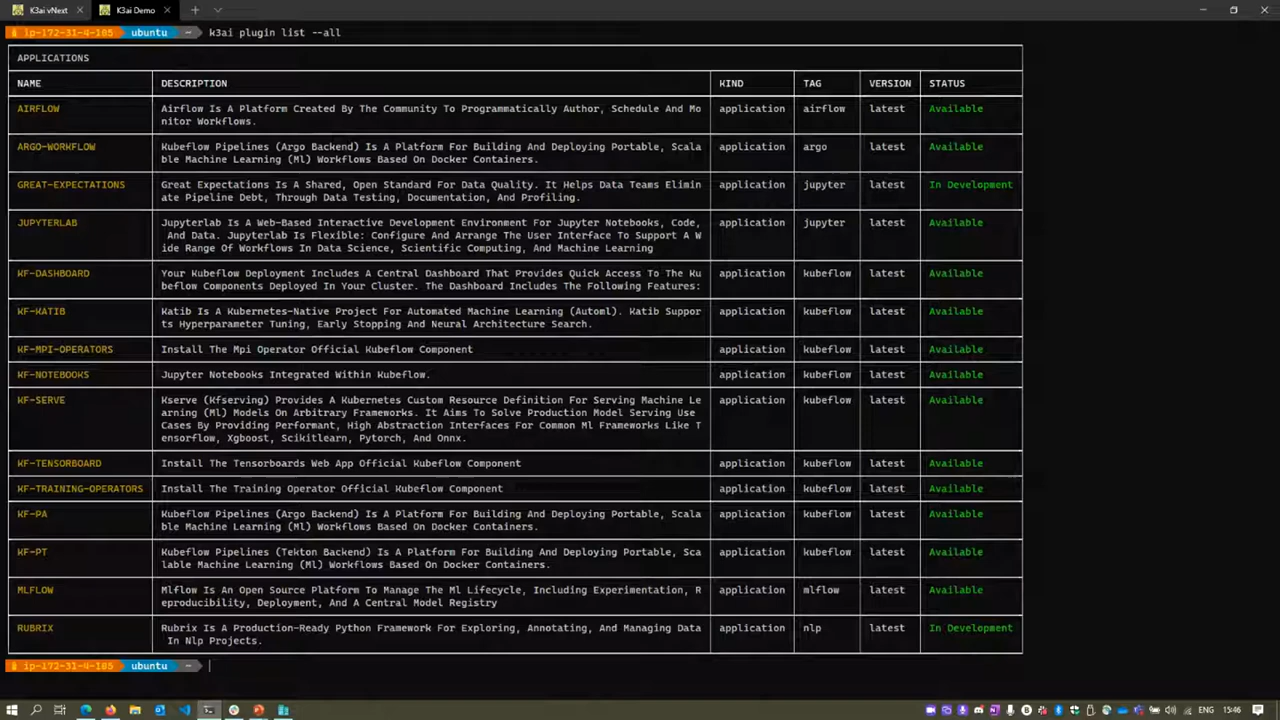 K3ai vNext
K3ai Demo
ip-172-31-4-105 ubuntu ~ k3ai plugin list --all
APPLICATIONS
NAME DESCRIPTION KIND TAG VERSION STATUS
AIRFLOW Airflow Is A Platform Created By The Community To Programmatically Author, Schedule And Mo application airflow latest Available
nitor Workflows.
ARGO-WORKFLOW Kubeflow Pipelines (Argo Backend) Is A Platform For Building And Deploying Portable, Scala application argo latest Available
ble Machine Learning (Ml) Workflows Based On Docker Containers.
GREAT-EXPECTATIONS Great Expectations Is A Shared, Open Standard For Data Quality. It Helps Data Teams Elimin application jupyter latest In Development
ate Pipeline Debt, Through Data Testing, Documentation, And Profiling.
JUPYTERLAB Jupyterlab Is A Web-Based Interactive Development Environment For Jupyter Notebooks, Code, application jupyter latest Available
And Data. Jupyterlab Is Flexible: Configure And Arrange The User Interface To Support A W
ide Range Of Workflows In Data Science, Scientific Computing, And Machine Learning
KF-DASHBOARD Your Kubeflow Deployment Includes A Central Dashboard That Provides Quick Access To The Ku application kubeflow latest Available
beflow Components Deployed In Your Cluster. The Dashboard Includes The Following Features:
KF-KATIB Katib Is A Kubernetes-Native Project For Automated Machine Learning (Automl). Katib Suppor application kubeflow latest Available
ts Hyperparameter Tuning, Early Stopping And Neural Architecture Search.
KF-MPI-OPERATORS Install The Mpi Operator Official Kubeflow Component application kubeflow latest Available
KF-NOTEBOOKS Jupyter Notebooks Integrated Within Kubeflow. application kubeflow latest Available
KF-SERVE Kserve (Kfserving) Provides A Kubernetes Custom Resource Definition For Serving Machine Le application kubeflow latest Available
arning (Ml) Models On Arbitrary Frameworks. It Aims To Solve Production Model Serving Use
Cases By Providing Performant, High Abstraction Interfaces For Common Ml Frameworks Like T
ensorflow, Xgboost, Scikitlearn, Pytorch, And Onnx.
KF-TENSORBOARD Install The Tensorboards Web App Official Kubeflow Component application kubeflow latest Available
KF-TRAINING-OPERATORS Install The Training Operator Official Kubeflow Component application kubeflow latest Available
KF-PA Kubeflow Pipelines (Argo Backend) Is A Platform For Building And Deploying Portable, Scala application kubeflow latest Available
ble Machine Learning (Ml) Workflows Based On Docker Containers.
KF-PT Kubeflow Pipelines (Tekton Backend) Is A Platform For Building And Deploying Portable, Sca application kubeflow latest Available
lable Machine Learning (Ml) Workflows Based On Docker Containers.
MLFLOW Mlflow Is An Open Source Platform To Manage The Ml Lifecycle, Including Experimentation, R application mlflow latest Available
eproducibility, Deployment, And A Central Model Registry
RUBRIX Rubrix Is A Production-Ready Python Framework For Exploring, Annotating, And Managing Data application nlp latest In Development
In Nlp Projects.
ip-172-31-4-105 ubuntu ~
ENG 15:46